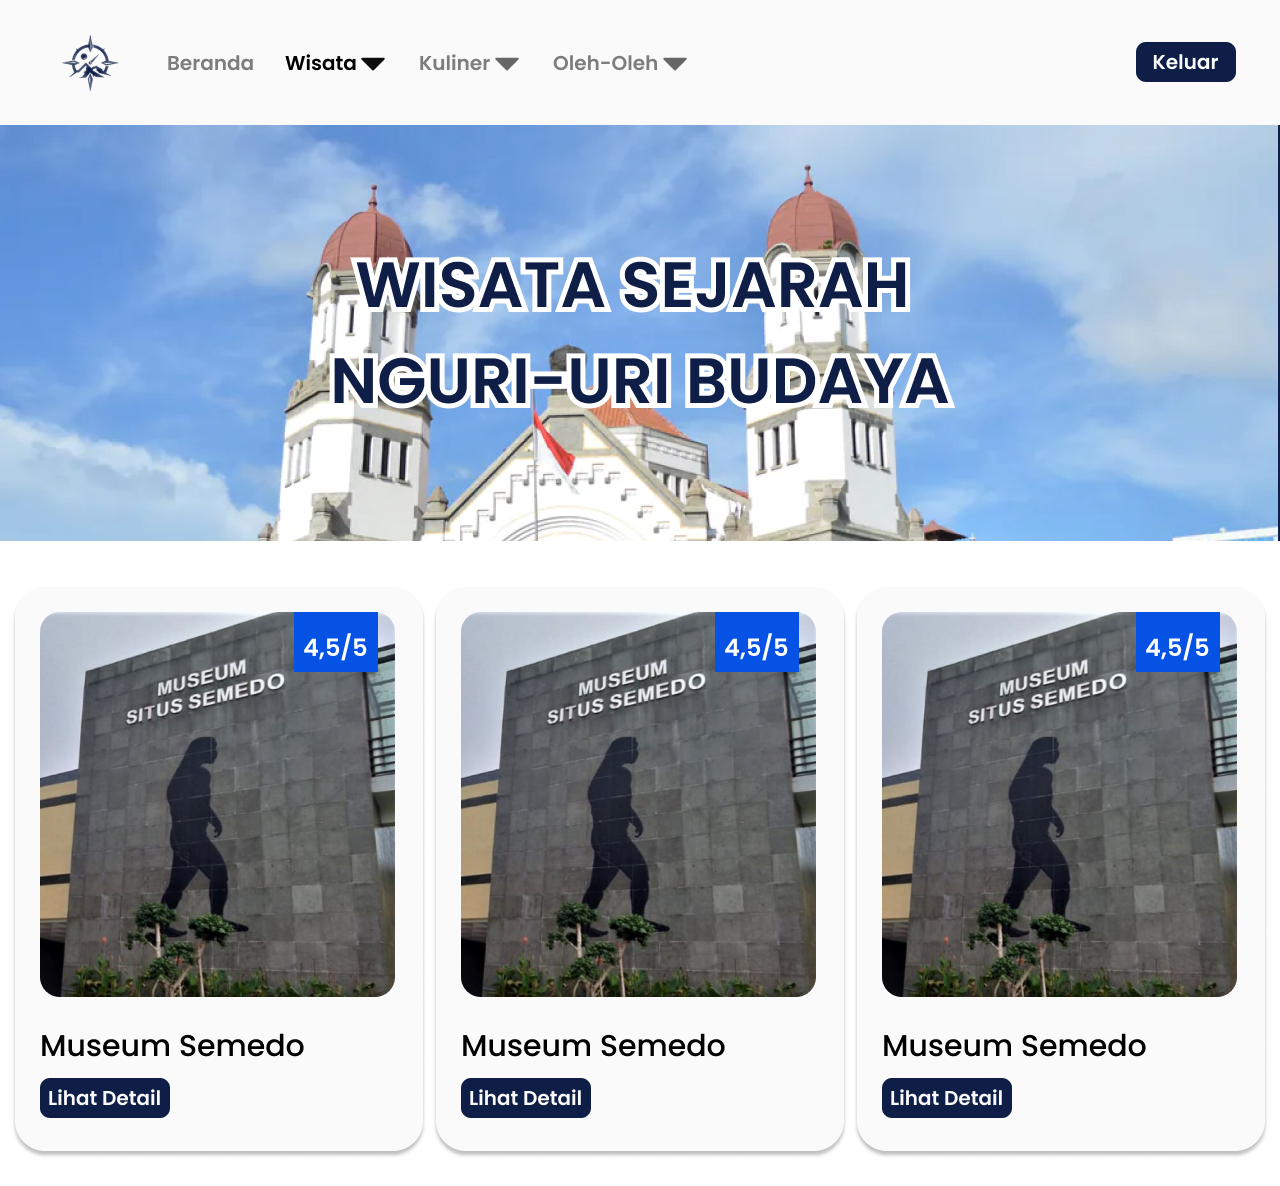 Beranda Wisata Kuliner Oleh-Oleh Keluar
WISATA SEJARAH
NGURI-URI BUDAYA
4,5/5
MUSEUM
SITUS SEMEDO
Museum Semedo
Lihat Detail
4,5/5
MUSEUM
SITUS SEMEDO
Museum Semedo
Lihat Detail
4,5/5
MUSEUM
SITUS SEMEDO
Museum Semedo
Lihat Detail